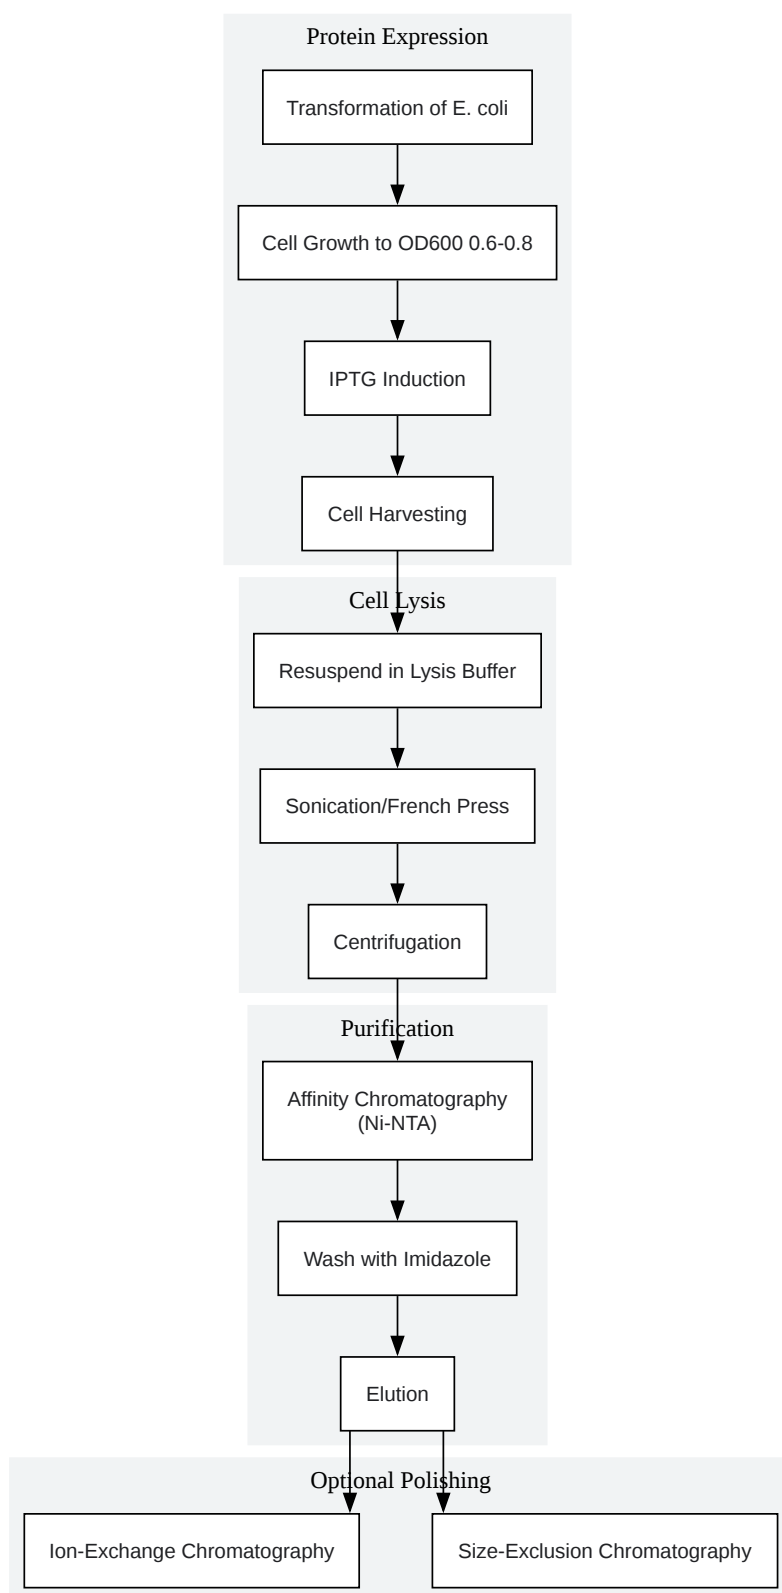 Protein Expression
Transformation of E. coli
Cell Growth to OD600 0.6-0.8
IPTG Induction
Cell Harvesting
Cell Lysis
Resuspend in Lysis Buffer
Sonication/French Press
Centrifugation
Purification
Affinity Chromatography
(Ni-NTA)
Wash with Imidazole
Elution
Optional Polishing
Ion-Exchange Chromatography
Size-Exclusion Chromatography